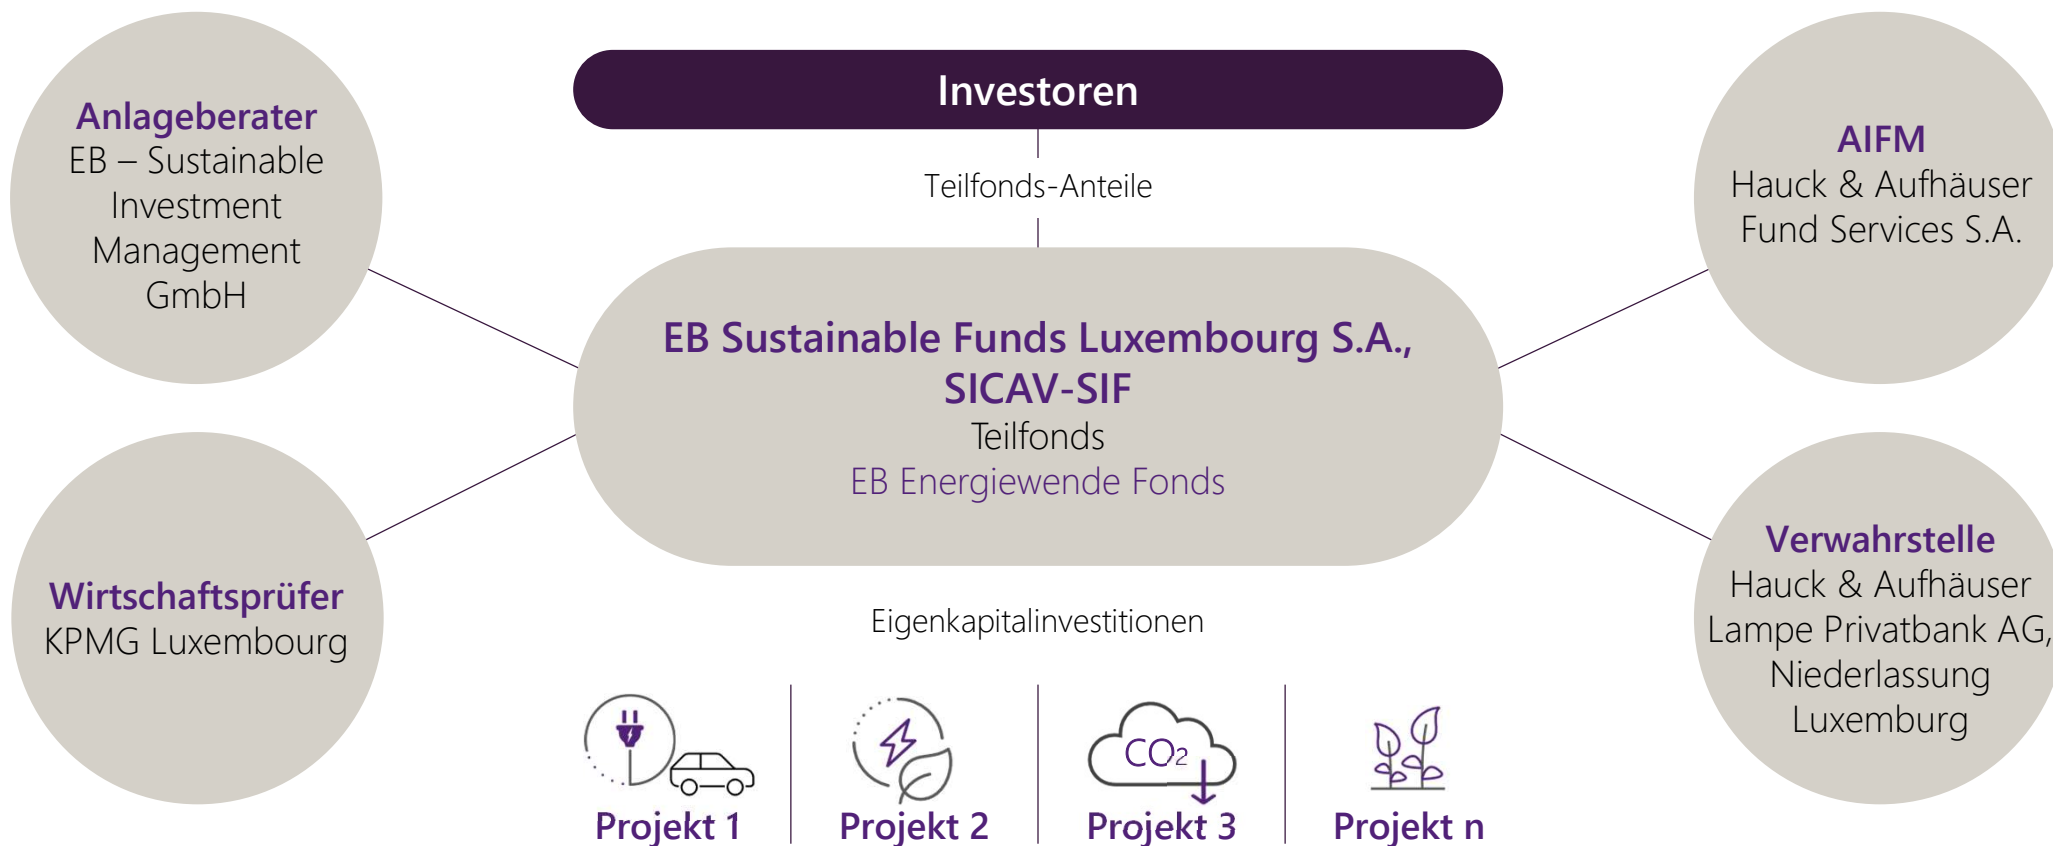 Investoren
Teilfonds-Anteile
Anlageberater
EB – Sustainable
Investment
Management
GmbH
AIFM
Hauck & Aufhäuser
Fund Services S.A.
EB Sustainable Funds Luxembourg S.A.,
SICAV-SIF
Teilfonds
EB Energiewende Fonds
Wirtschaftsprüfer
KPMG Luxembourg
Verwahrstelle
Hauck & Aufhäuser
Lampe Privatbank AG,
Niederlassung
Luxemburg
Eigenkapitalinvestitionen
CO2
Projekt 1
Projekt 2
Projekt 3
Projekt n